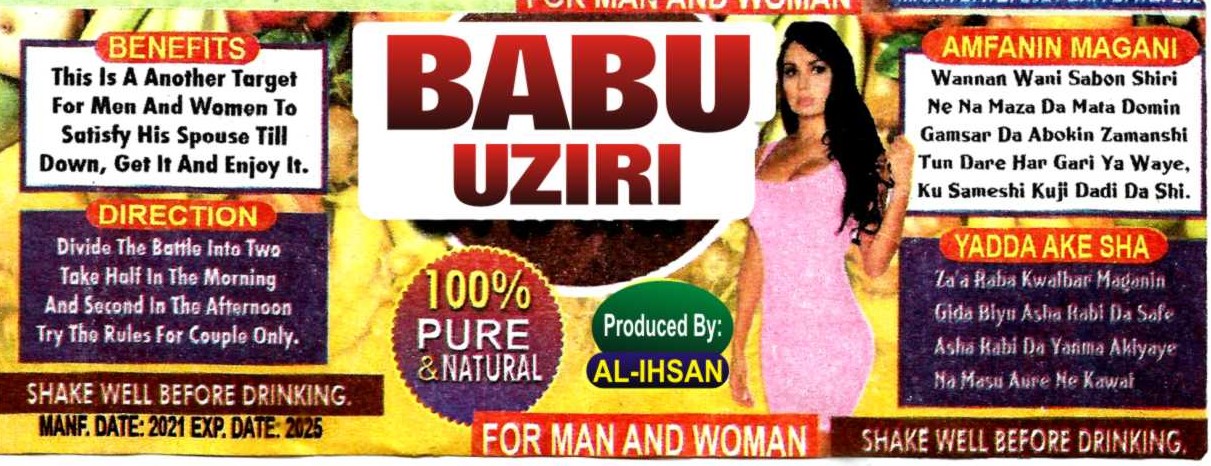 FOR MAN AND WOMAN
BENEFITS
This Is A Another Target
For Men And Women To
Satisfy His Spouse Till
Down, Get It And Enjoy It.
DIRECTION
Divide The Battle Into Two
Take Half In The Morning
And Second In The Afternoon
Try The Rules For Couple Only.
SHAKE WELL BEFORE DRINKING.
MANF. DATE: 2021 EXP. DATE: 2025
BABU
UZIRI
100%
PURE
& NATURAL
Produced By:
AL-IHSAN
FOR MAN AND WOMAN
AMFANIN MAGANI
Wannan Wani Sabon Shiri
Ne Na Maza Da Mata Domin
Gamsar Da Abokin Zamanshi
Tun Dare Har Gari Ya Waye,
Ku Sameshi Kuji Dadi Da Shi.
YADDA AKE SHA
Za'a Raba Kwalbar Maganin
Gida Biyu Asha Rabi Da Safe
Asha Rabi Da Yanma Akiyaye
Na Masu Aure Ne Kawai
SHAKE WELL BEFORE DRINKING.